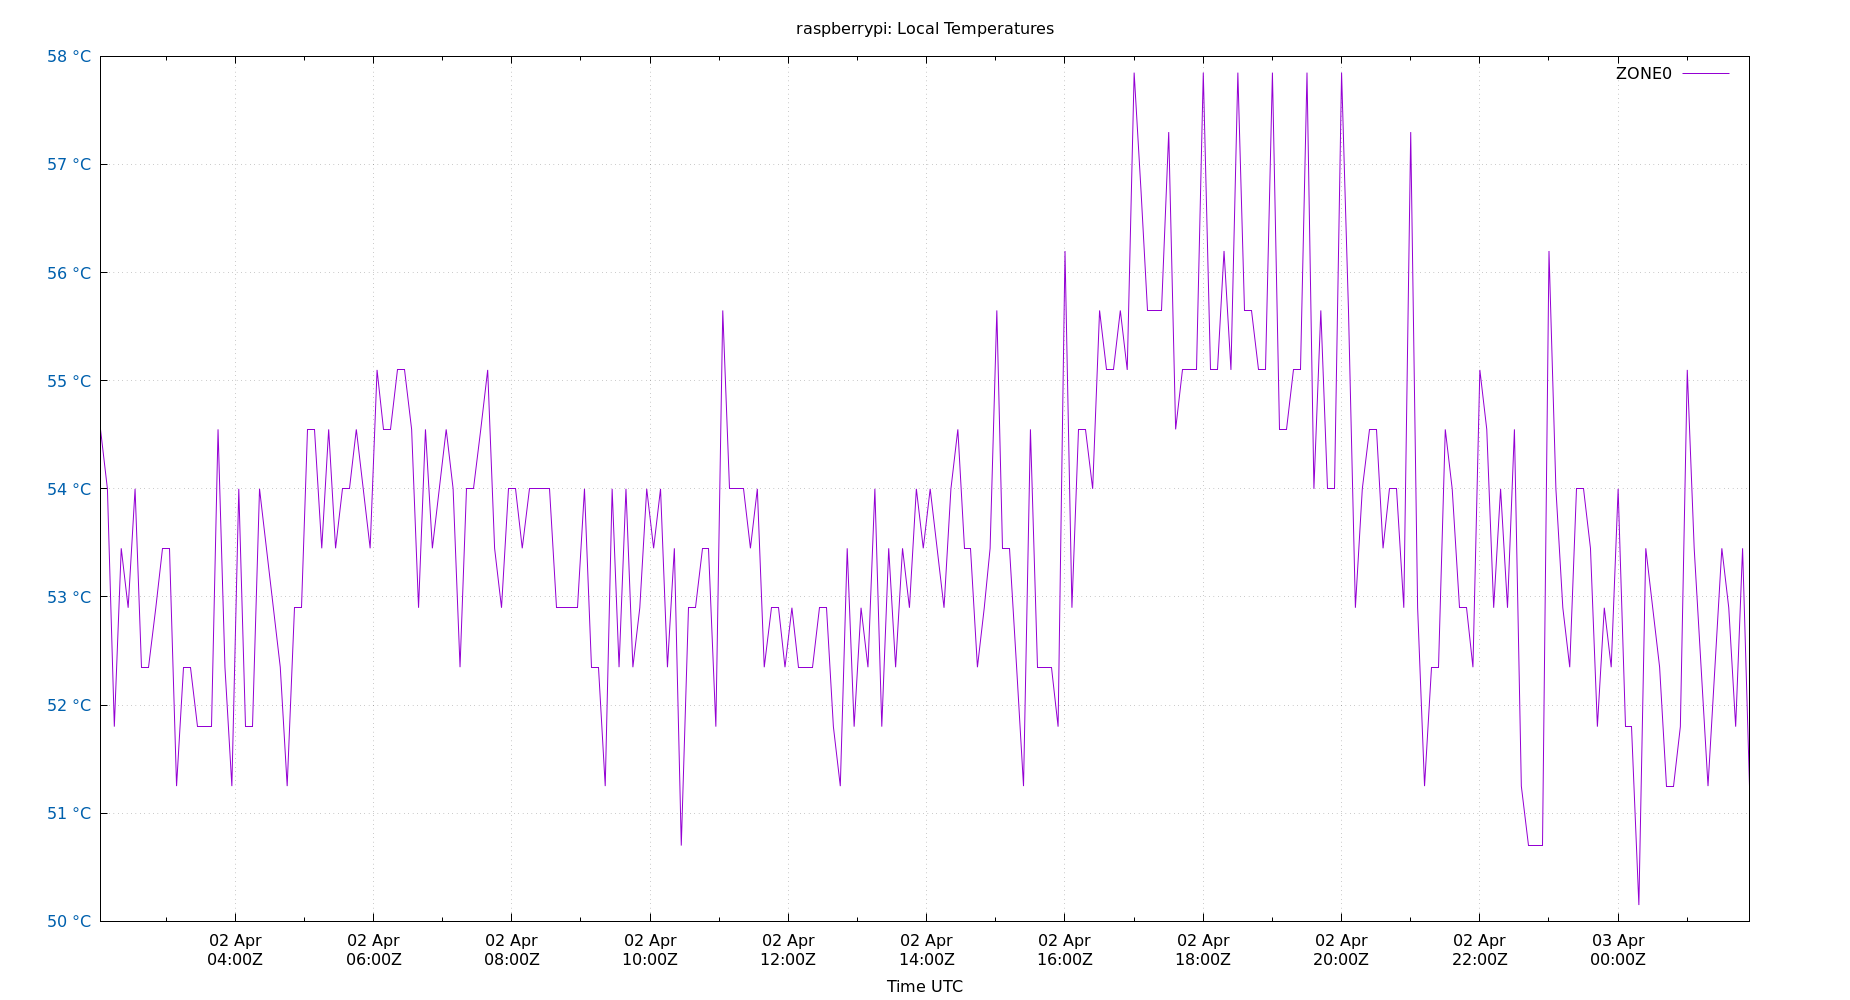 raspberrypi: Local Temperatures
58 °C
ZONE0
57 °C
56 °C
55 °C
54 °C
53 °C
52 °C
51 °C
50 °C
02 Apr 02 Apr 02 Apr 02 Apr 02 Apr 02 Apr 02 Apr 02 Apr 02 Apr 02 Apr 03 Apr
04:00Z 06:00Z 08:00Z 10:00Z 12:00Z 14:00Z 16:00Z 18:00Z 20:00Z 22:00Z 00:00Z
Time UTC